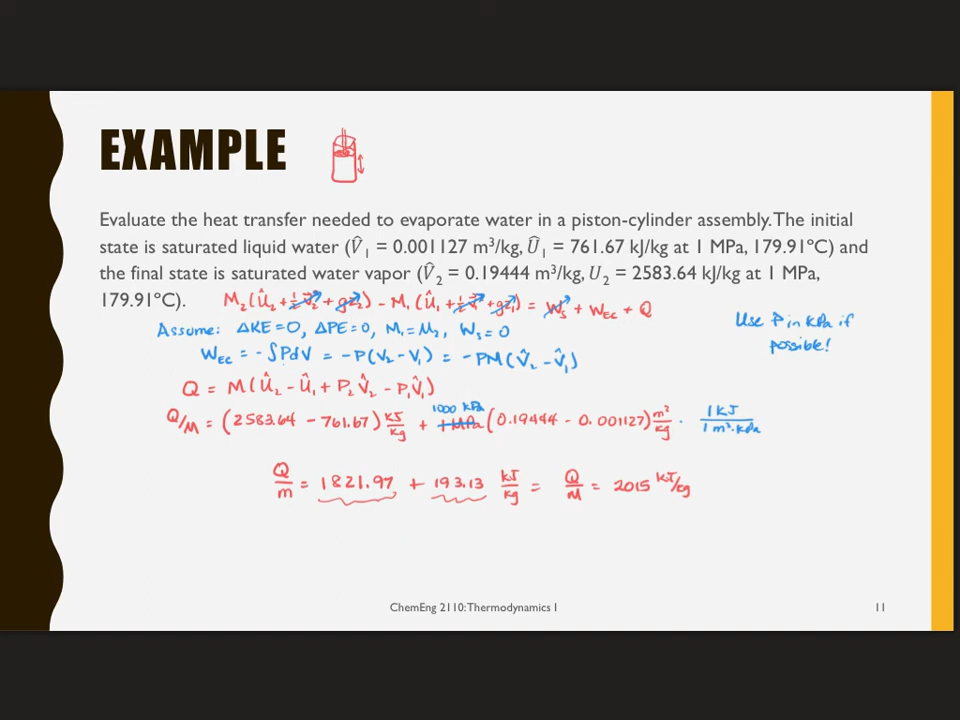 EXAMPLE
Evaluate the heat transfer needed to evaporate water in a piston-cylinder assembly. The initial
state is saturated liquid water (V̂₁ = 0.001127 m³/kg, Û₁ = 761.67 kJ/kg at 1 MPa, 179.91ºC) and
the final state is saturated water vapor (V̂₂ = 0.19444 m³/kg, U₂ = 2583.64 kJ/kg at 1 MPa,
179.91ºC).
M₂(Û₂ + ½v₂² + gz₂) - M₁(Û₁ + ½v₁² + gz₁) = Ws + WEC + Q
Assume: ΔKE=0, ΔPE=0, M₁=M₂, Ws=0
Use P in kPa if
possible!
WEC = -∫PdV = -P(V₂ - V₁) = -PM(V̂₂ - V̂₁)
Q = M(Û₂ - Û₁ + P₂V̂₂ - P₁V̂₁)
1000 kPa
Q/M = (2583.64 - 761.67) kJ/kg + 1 MPa (0.19444 - 0.001127) m³/kg · 1 kJ/1 m³·kPa
Q/m = 1821.97 + 193.13 kJ/kg = Q/M = 2015 kJ/kg
ChemEng 2110: Thermodynamics I
11